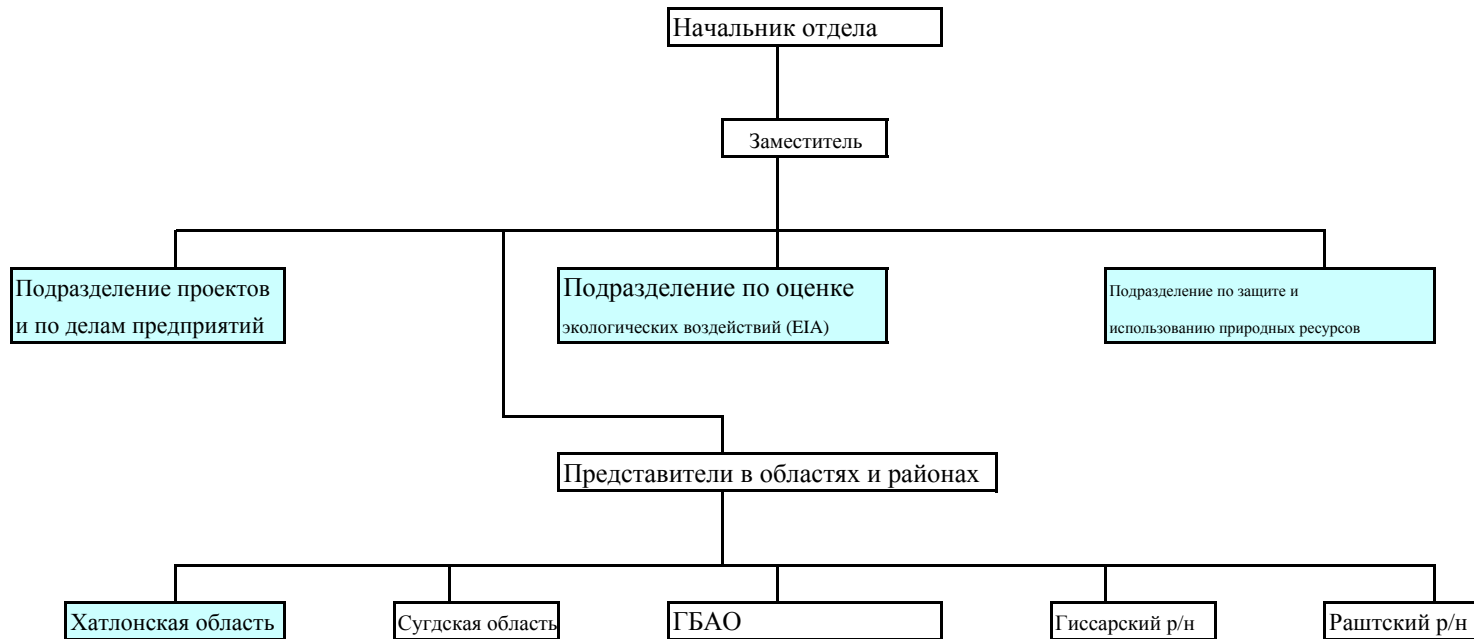 Начальник отдела
Заместитель
Подразделение проектов
и по делам предприятий
Подразделение по оценке
экологических воздействий (EIA)
Подразделение по защите и
использованию природных ресурсов
Представители в областях и районах
Хатлонская область
Сугдская область
ГБАО
Гиссарский р/н
Раштский р/н